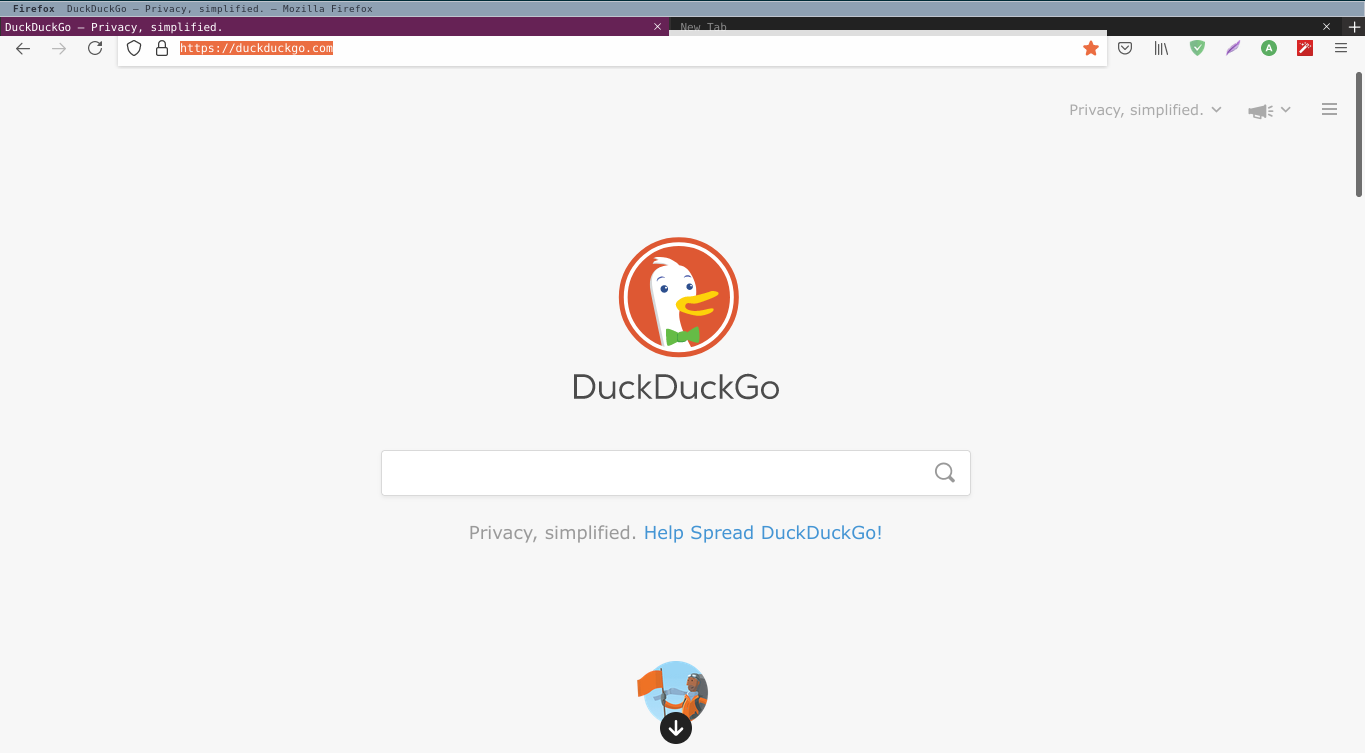 Firefox DuckDuckGo — Privacy, simplified. — Mozilla Firefox
DuckDuckGo — Privacy, simplified. New Tab
https://duckduckgo.com
A
Privacy, simplified.
DuckDuckGo
Privacy, simplified. Help Spread DuckDuckGo!